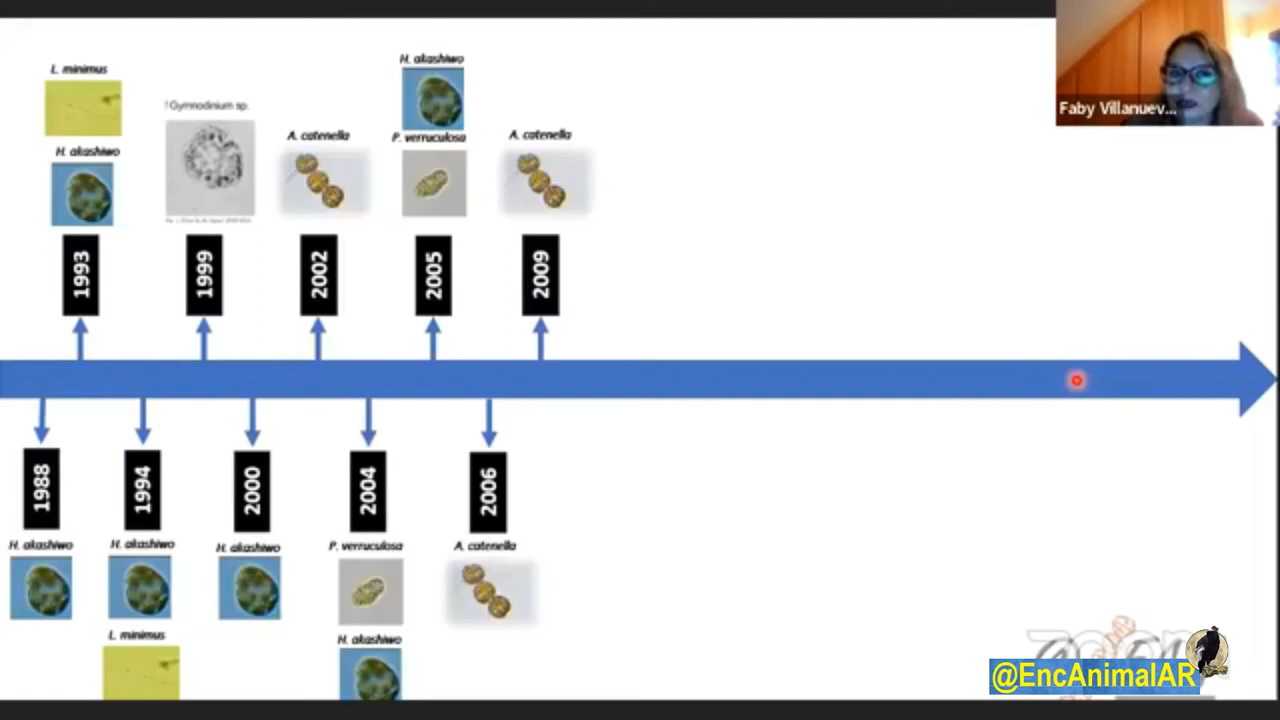 H. akashiwo
L. minimus
Gymnodinium sp.
H. akashiwo
A. catenella
P. verruculosa
A. catenella
Faby Villanuev...
1993
1999
2002
2005
2009
1988
1994
2000
2004
2006
H. akashiwo
H. akashiwo
H. akashiwo
P. verruculosa
A. catenella
L. minimus
H. akashiwo
zoom
@EncAnimalAR